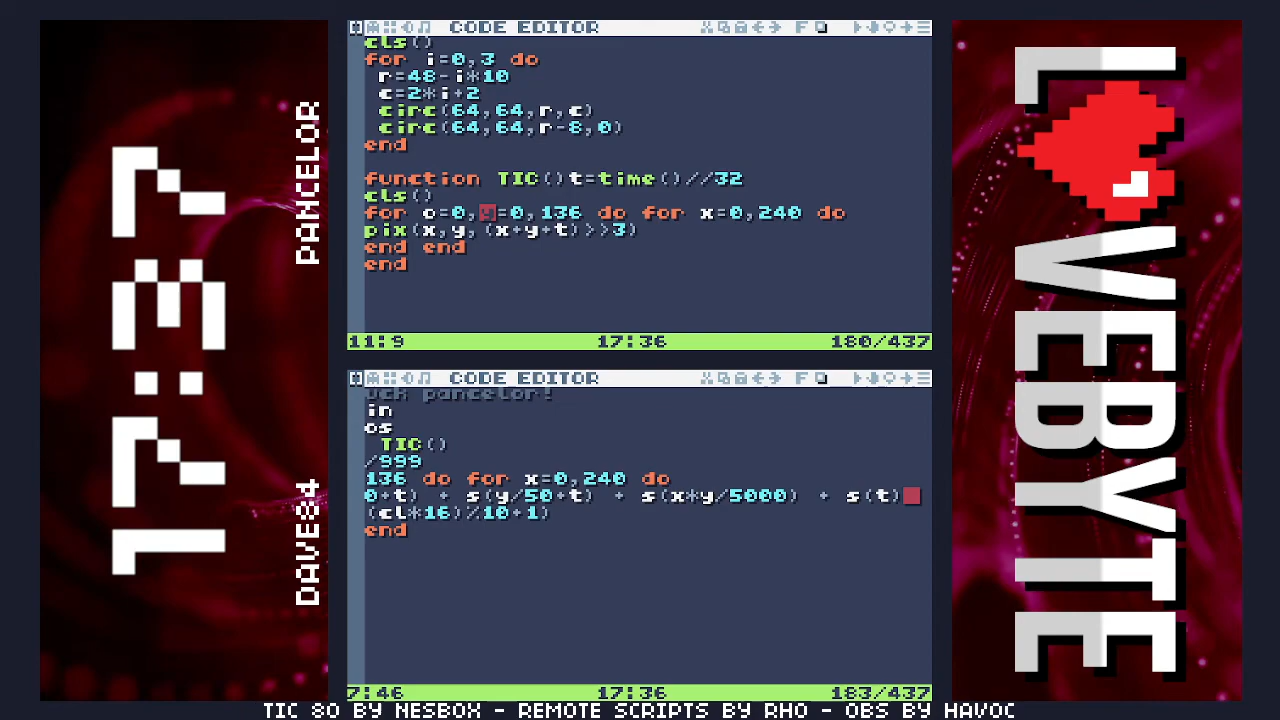 17:37
PANCELOR
DAVE84
CODE EDITOR
cls()
for i=0,3 do
r=48-i*10
c=2*i+2
circ(64,64,r,c)
circ(64,64,r-8,0)
end
function TIC()t=time()//32
cls()
for o=0,y=0,136 do for x=0,240 do
pix(x,y,(x+y+t)>>3)
end end
end
11:9 17:36 180/437
CODE EDITOR
uck pancelor!
in
os
TIC()
/999
136 do for x=0,240 do
0+t) + s(y/50+t) + s(x*y/5000) + s(t)
(cl*16)%10+1)
end
7:46 17:36 183/437
L VEBYTE
TIC 80 BY NESBOX - REMOTE SCRIPTS BY RHO - OBS BY HAVOC